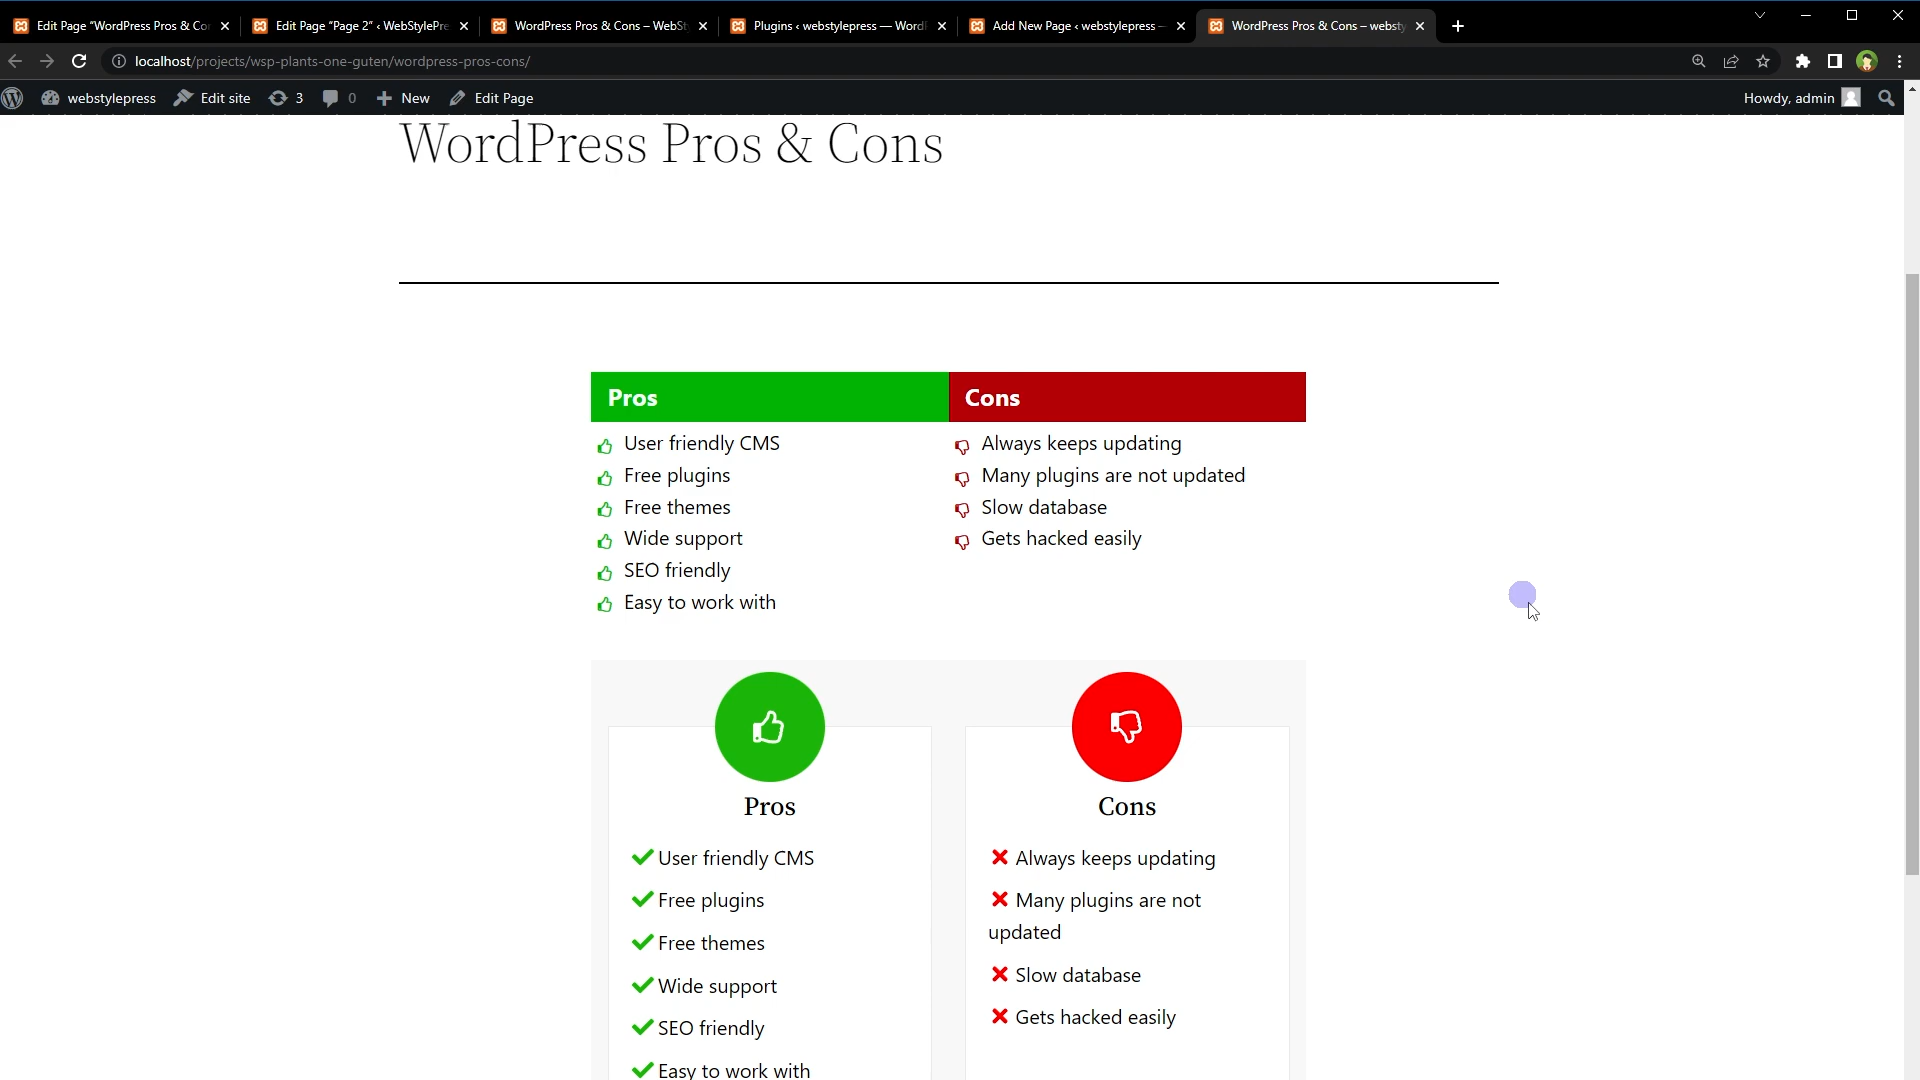 Edit Page "WordPress Pros & Co
Edit Page "Page 2" ‹ WebStylePre
WordPress Pros & Cons – WebSt
Plugins ‹ webstylepress — WordP
Add New Page ‹ webstylepress —
WordPress Pros & Cons – websty
localhost/projects/wsp-plants-one-guten/wordpress-pros-cons/
webstylepress
Edit site
3
0
New
Edit Page
Howdy, admin
WordPress Pros & Cons
Pros
Cons
User friendly CMS
Always keeps updating
Free plugins
Many plugins are not updated
Free themes
Slow database
Wide support
Gets hacked easily
SEO friendly
Easy to work with
Pros
User friendly CMS
Free plugins
Free themes
Wide support
SEO friendly
Easy to work with
Cons
Always keeps updating
Many plugins are not
updated
Slow database
Gets hacked easily